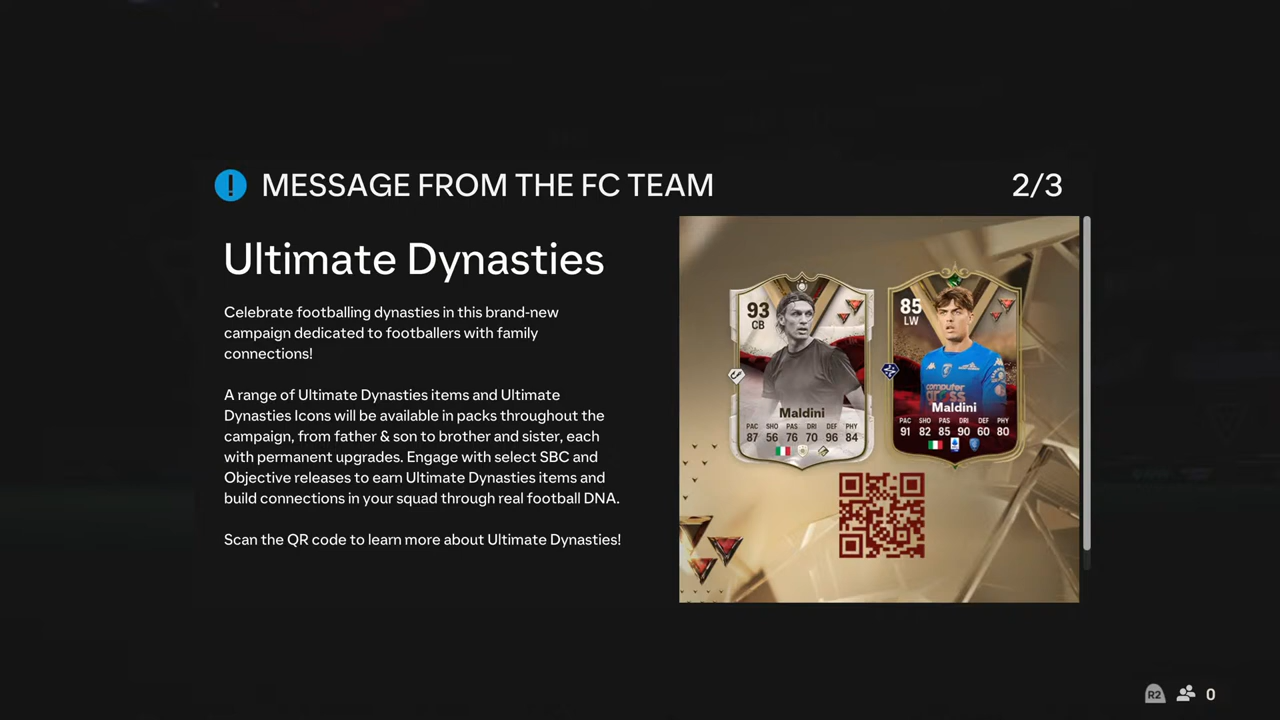 MESSAGE FROM THE FC TEAM
2/3
Ultimate Dynasties
Celebrate footballing dynasties in this brand-new
campaign dedicated to footballers with family
connections!
A range of Ultimate Dynasties items and Ultimate
Dynasties Icons will be available in packs throughout the
campaign, from father & son to brother and sister, each
with permanent upgrades. Engage with select SBC and
Objective releases to earn Ultimate Dynasties items and
build connections in your squad through real football DNA.
Scan the QR code to learn more about Ultimate Dynasties!
93
CB
Maldini
PAC SHO PAS DRI DEF PHY
87 56 76 70 96 84
85
LW
computer
gross
Maldini
PAC SHO PAS DRI DEF PHY
91 82 85 90 60 80
R2
0